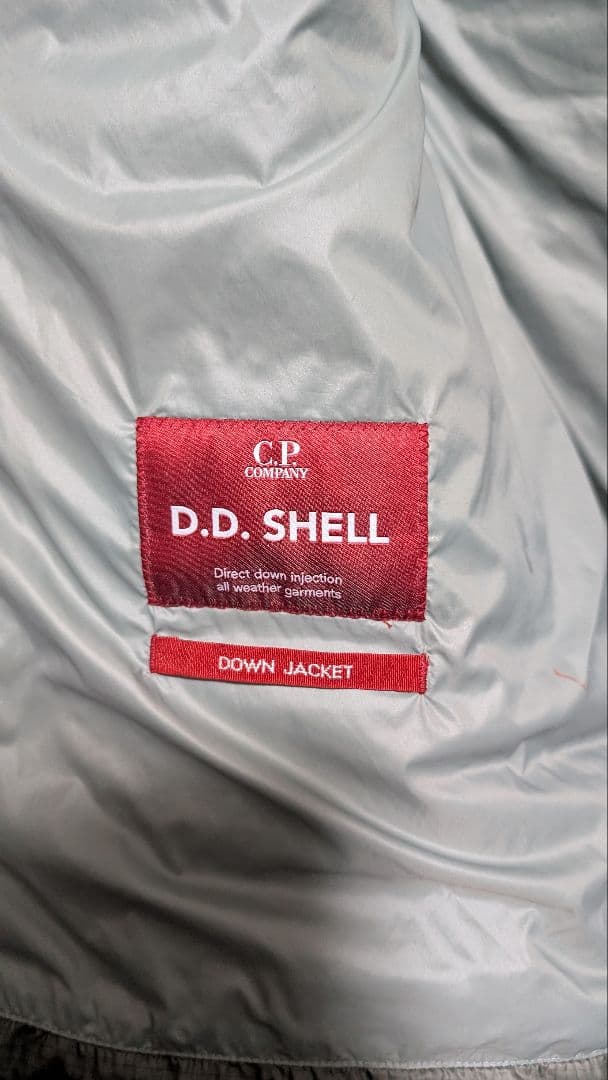 C.P.
COMPANY
D.D. SHELL
Direct down injection
all weather garments
DOWN JACKET